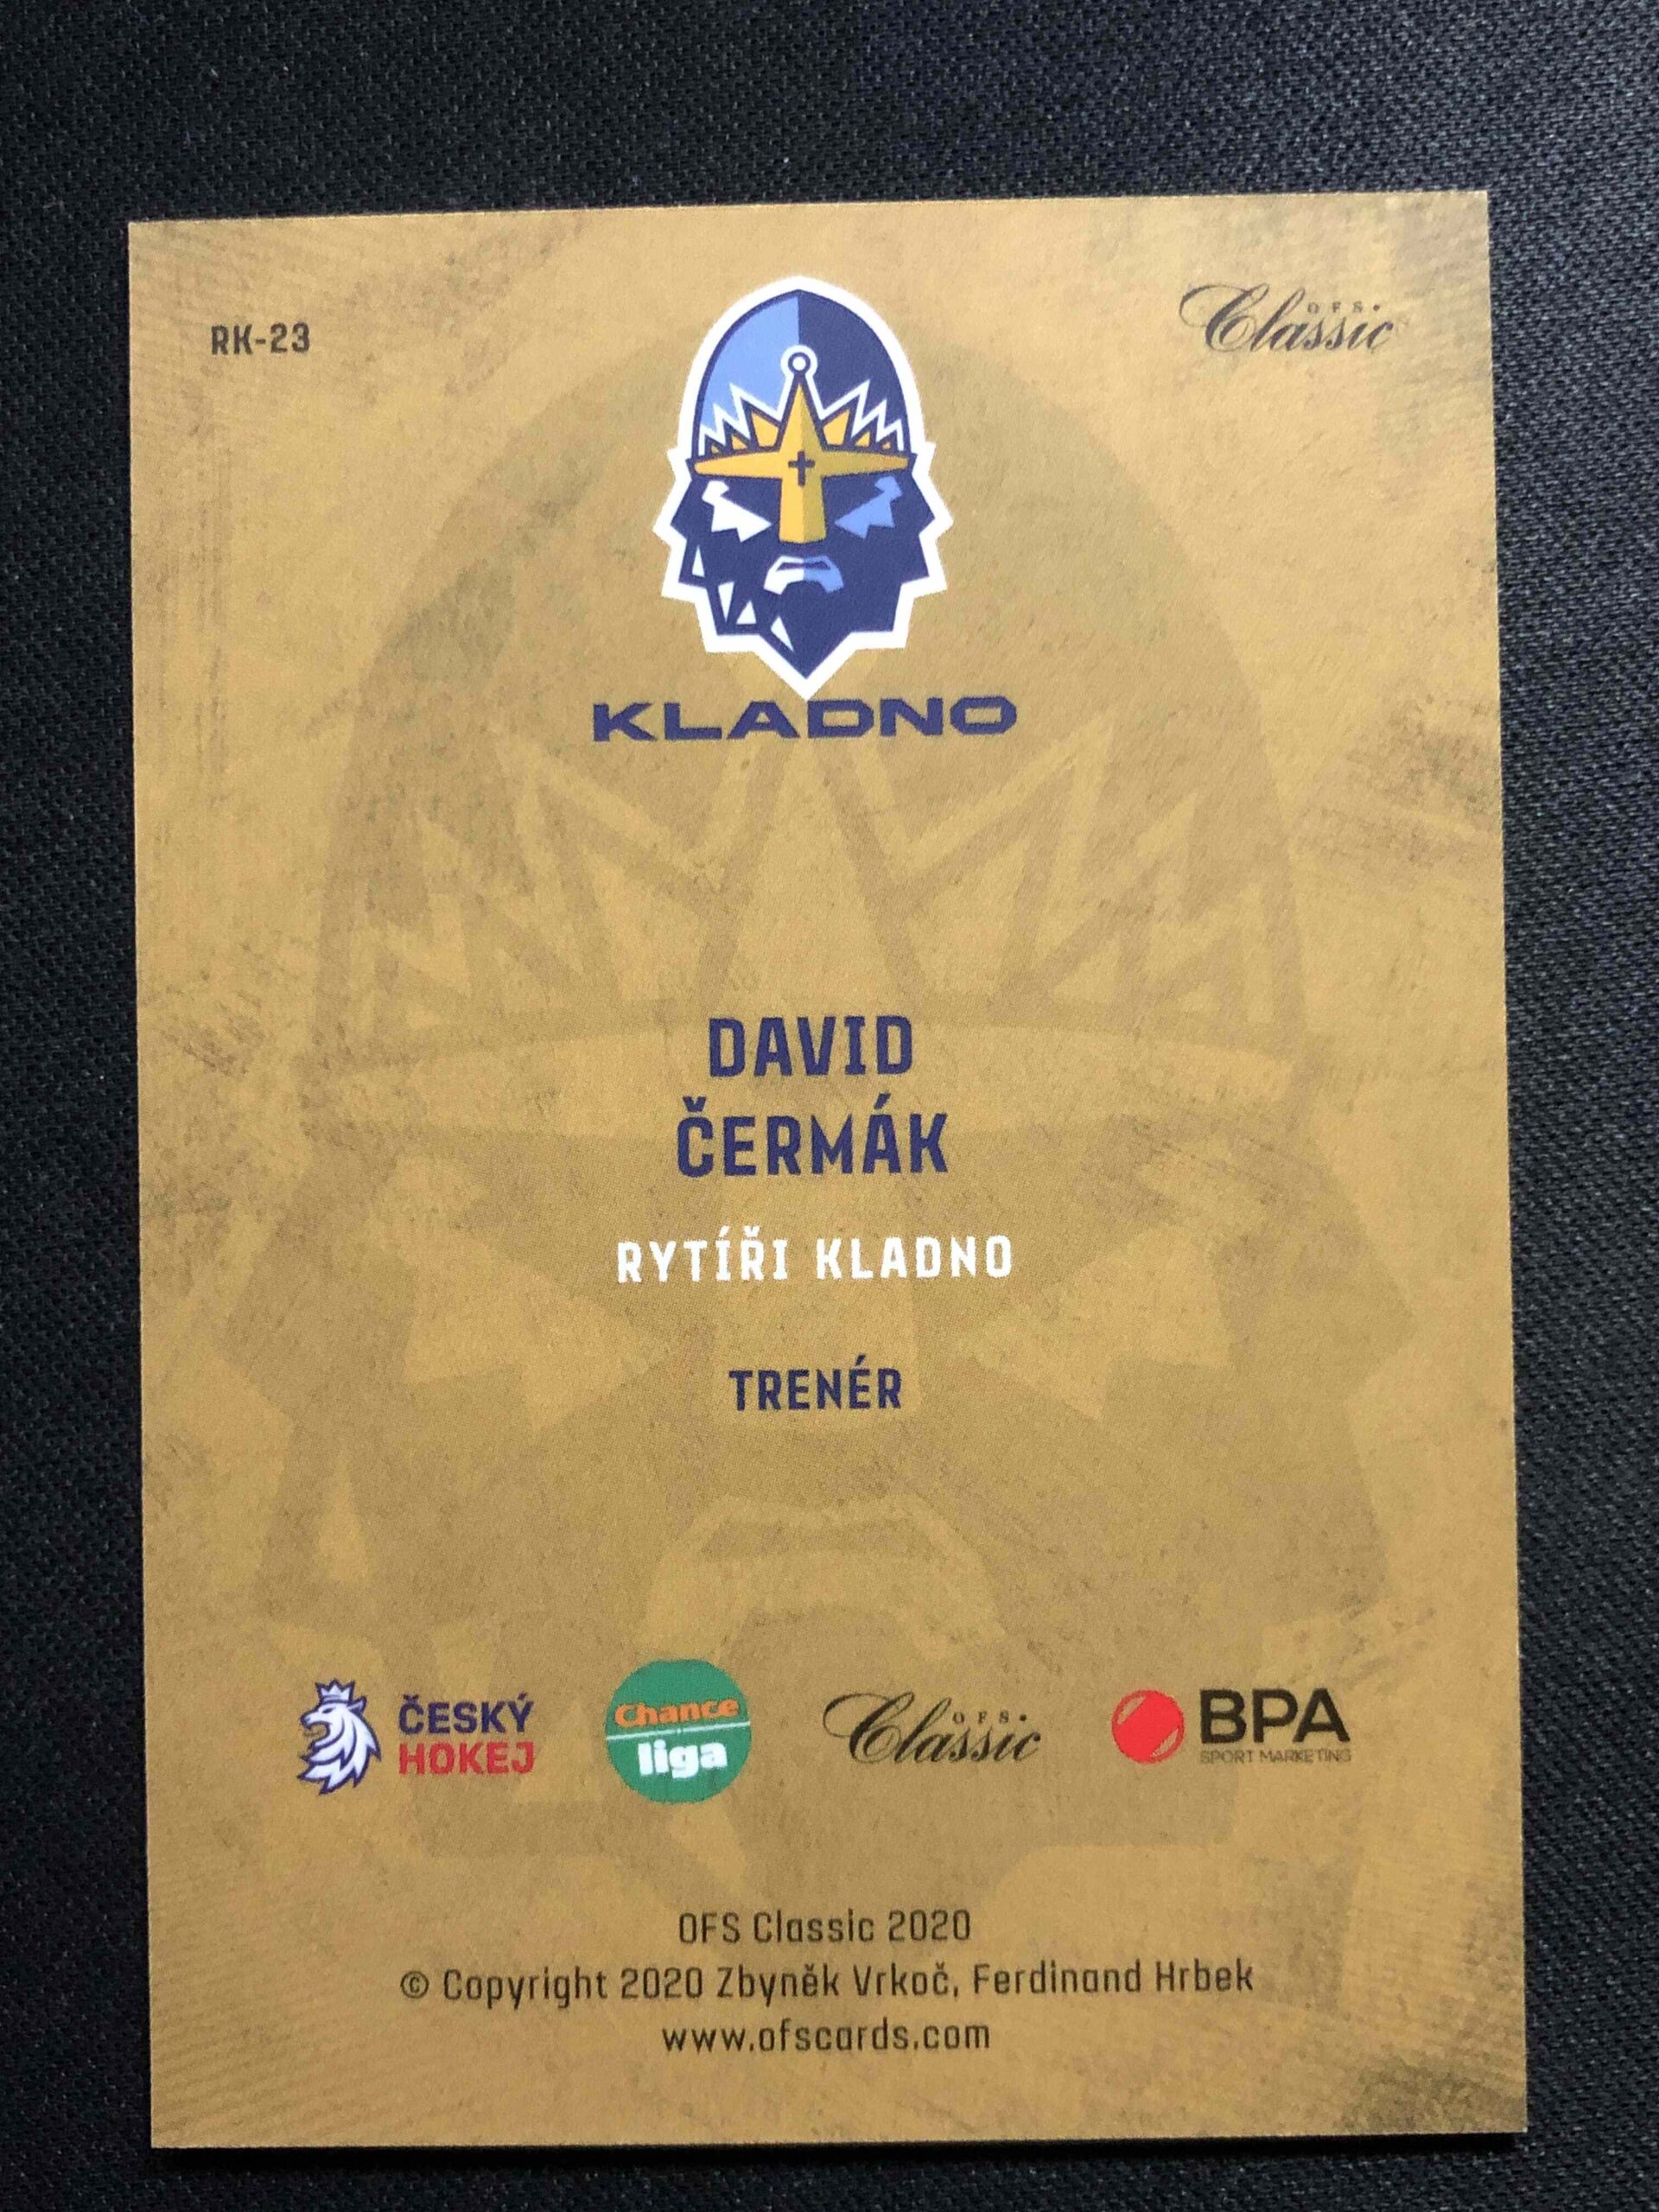 RK-23
OFS
Classic
KLADNO
DAVID
ČERMÁK
RYTÍŘI KLADNO
TRENÉR
ČESKÝ
HOKEJ
Chance
liga
OFS
Classic
BPA
SPORT MARKETING
OFS Classic 2020
© Copyright 2020 Zbyněk Vrkoč, Ferdinand Hrbek
www.ofscards.com